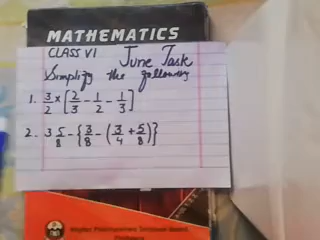 MATHEMATICS
CLASS VI June Task
Simplify the following
1. 3/2 × [2/3 - 1/2 - 1/3]
2. 3 5/8 - {3/8 - (3/4 + 5/8)}